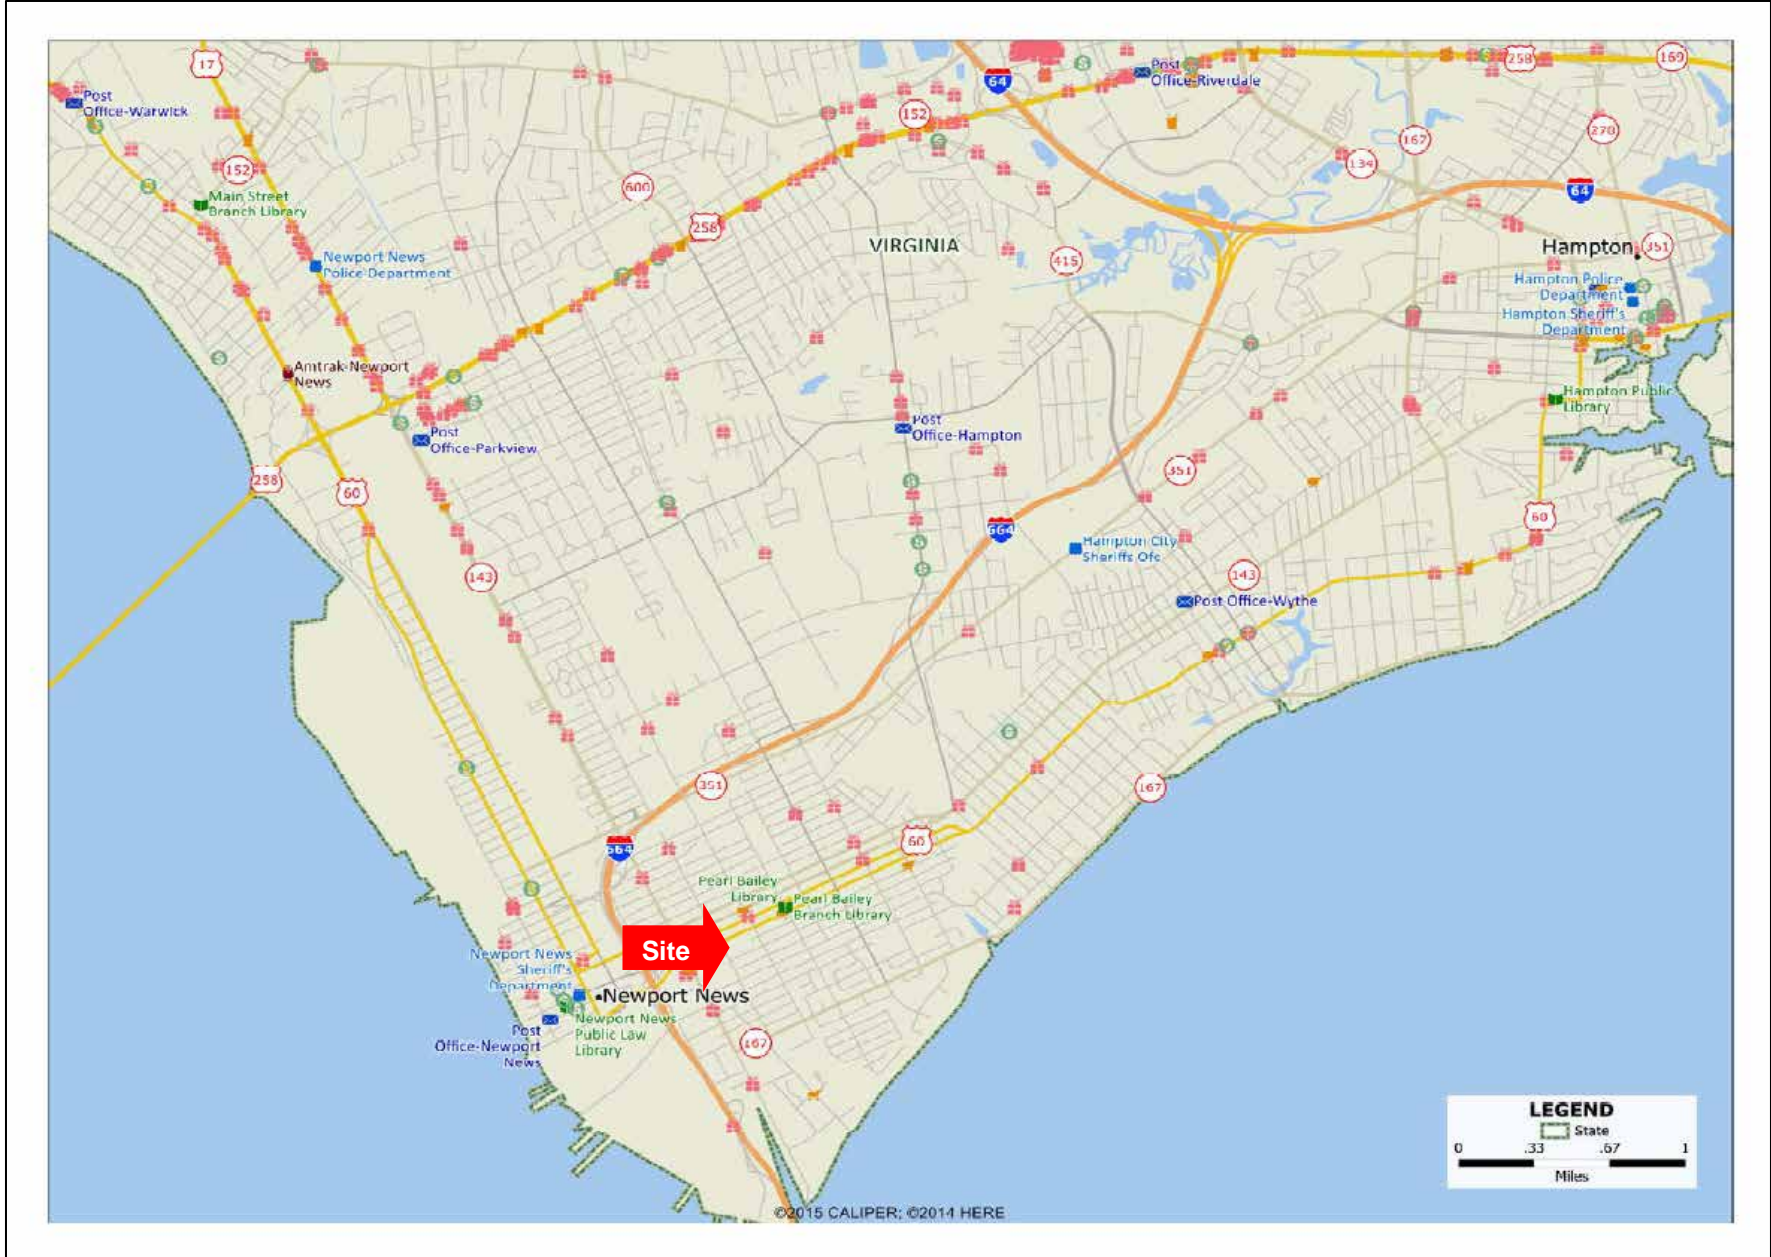 17
64
Post
Office-Riverdale
258
169
Post
Office-Warwick
152
270
167
134
152
Main Street
Branch Library
600
64
258
VIRGINIA
Hampton
351
415
Newport News
Police Department
Hampton Police
Department
Hampton Sheriff's
Department
Amtrak-Newport
News
Hampton Public
Library
Post
Office-Parkview
Post
Office-Hampton
258
60
351
60
664
Hampton City
Sheriffs Ofc
143
143
Post Office-Wythe
351
167
664
60
Pearl Bailey
Library
Pearl Bailey
Branch Library
Site
Newport News
Sheriff's
Department
Newport News
Post
Office-Newport
News
Newport News
Public Law
Library
167
LEGEND
State
0 .33 .67 1
Miles
©2015 CALIPER; ©2014 HERE